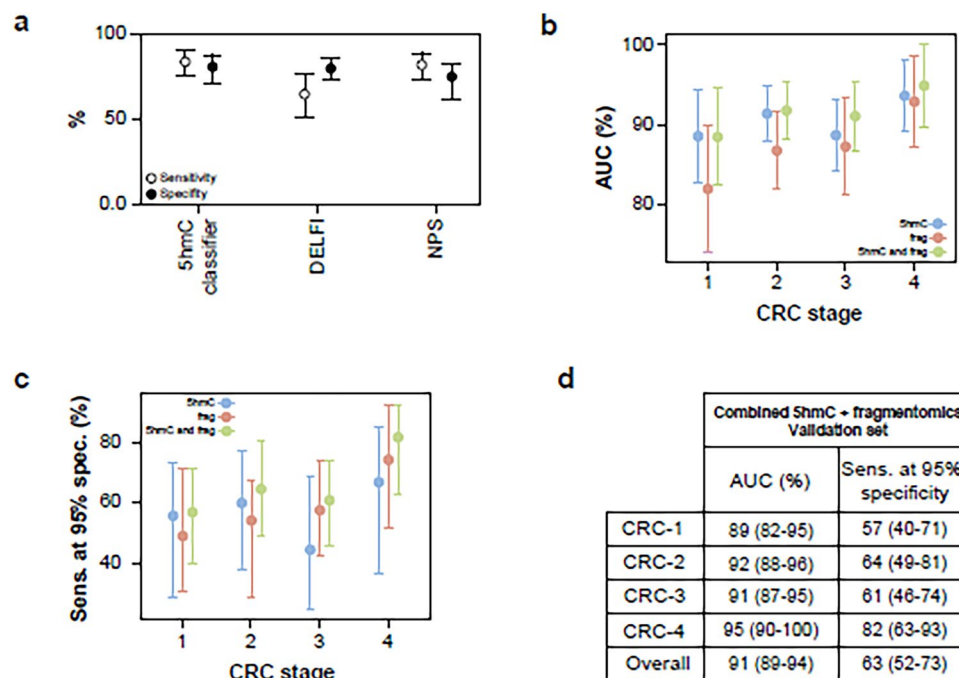 a
100
50
0.0
%
Sensitivity
Specifity
5hmC
classifier
DELFI
NPS
b
100
90
80
AUC (%)
5hmC
frag
5hmC and frag
1 2 3 4
CRC stage
c
Sens. at 95% spec. (%)
80
60
40
5hmC
frag
5hmC and frag
1 2 3 4
CRC stage
d
Combined 5hmC + fragmentomics
Validation set
AUC (%)
Sens. at 95%
specificity
CRC-1 89 (82-95) 57 (40-71)
CRC-2 92 (88-96) 64 (49-81)
CRC-3 91 (87-95) 61 (46-74)
CRC-4 95 (90-100) 82 (63-93)
Overall 91 (89-94) 63 (52-73)